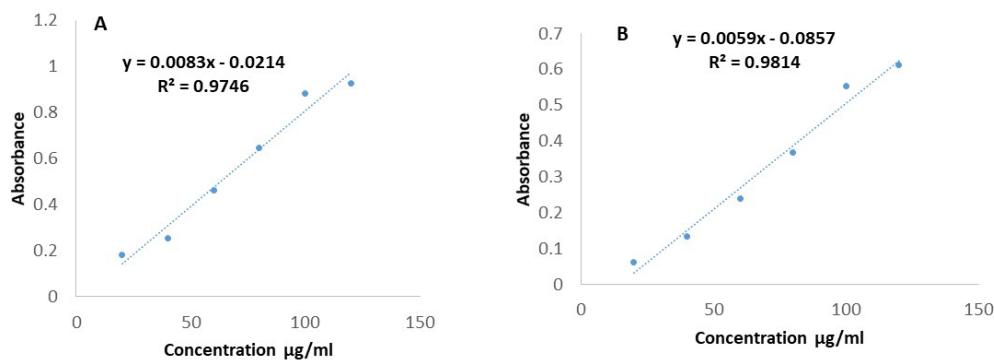 A
y = 0.0083x - 0.0214
R² = 0.9746
1.2
1
0.8
0.6
0.4
0.2
0
Absorbance
0
50
100
150
Concentration µg/ml
B
y = 0.0059x - 0.0857
R² = 0.9814
0.7
0.6
0.5
0.4
0.3
0.2
0.1
0
Absorbance
0
50
100
150
Concentration µg/ml